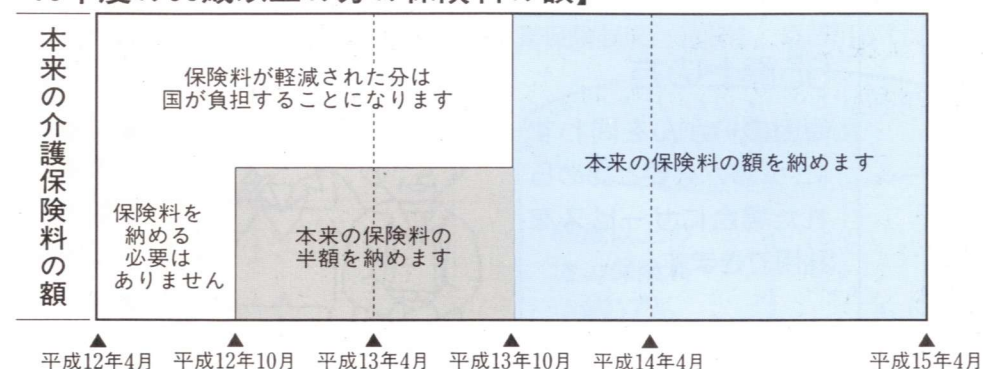 本来の介護保険料の額
保険料が軽減された分は
国が負担することになります
本来の保険料の額を納めます
保険料を
納める
必要は
ありません
本来の保険料の
半額を納めます
平成12年4月
平成12年10月
平成13年4月
平成13年10月
平成14年4月
平成15年4月